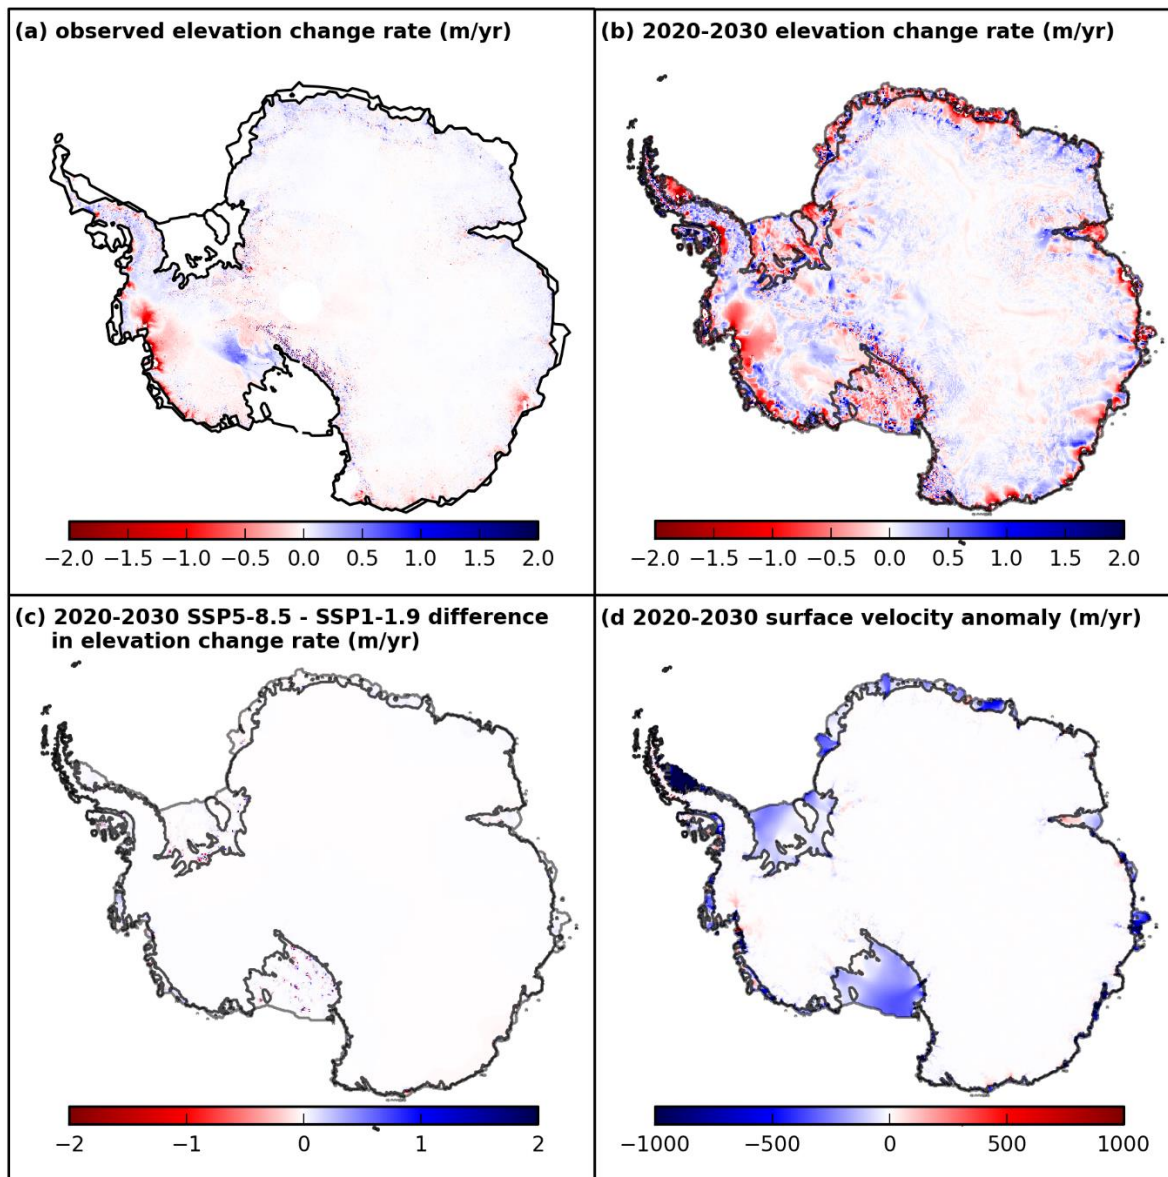 (a) observed elevation change rate (m/yr)
−2.0 −1.5 −1.0 −0.5 0.0 0.5 1.0 1.5 2.0
(b) 2020-2030 elevation change rate (m/yr)
−2.0 −1.5 −1.0 −0.5 0.0 0.5 1.0 1.5 2.0
(c) 2020-2030 SSP5-8.5 - SSP1-1.9 difference
in elevation change rate (m/yr)
−2 −1 0 1 2
(d 2020-2030 surface velocity anomaly (m/yr)
−1000 −500 0 500 1000